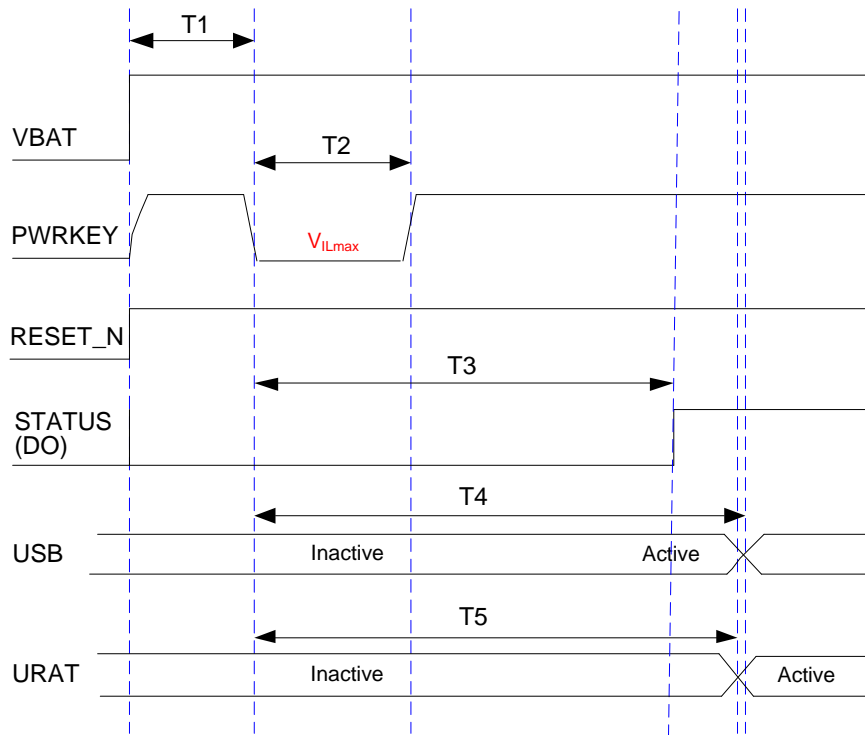 T1
VBAT
T2
PWRKEY
VILmax
RESET_N
T3
STATUS
(DO)
T4
USB
Inactive
Active
T5
URAT
Inactive
Active